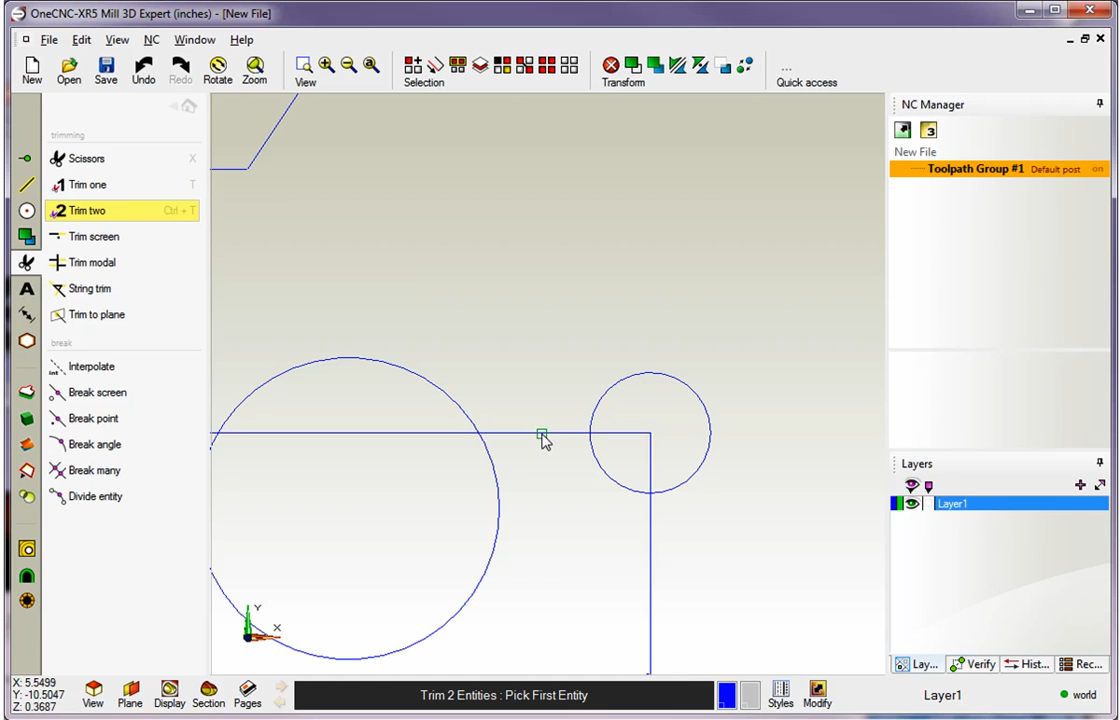 OneCNC-XR5 Mill 3D Expert (inches) - [New File]
File Edit View NC Window Help
New Open Save Undo Redo Rotate Zoom View Selection Transform Quick access
trimming
Scissors X
1 Trim one T
2 Trim two Ctrl + T
Trim screen
Trim modal
String trim
Trim to plane
break
int Interpolate
Break screen
Break point
Break angle
Break many
Divide entity
A
Y
X
NC Manager
3
New File
Toolpath Group #1 Default post on
Layers
Layer1
Lay... Verify Hist... Rec...
X: 5.5499
Y: -10.5047
Z: 0.3687
View Plane Display Section Pages
Trim 2 Entities : Pick First Entity
Styles Modify
Layer1
world